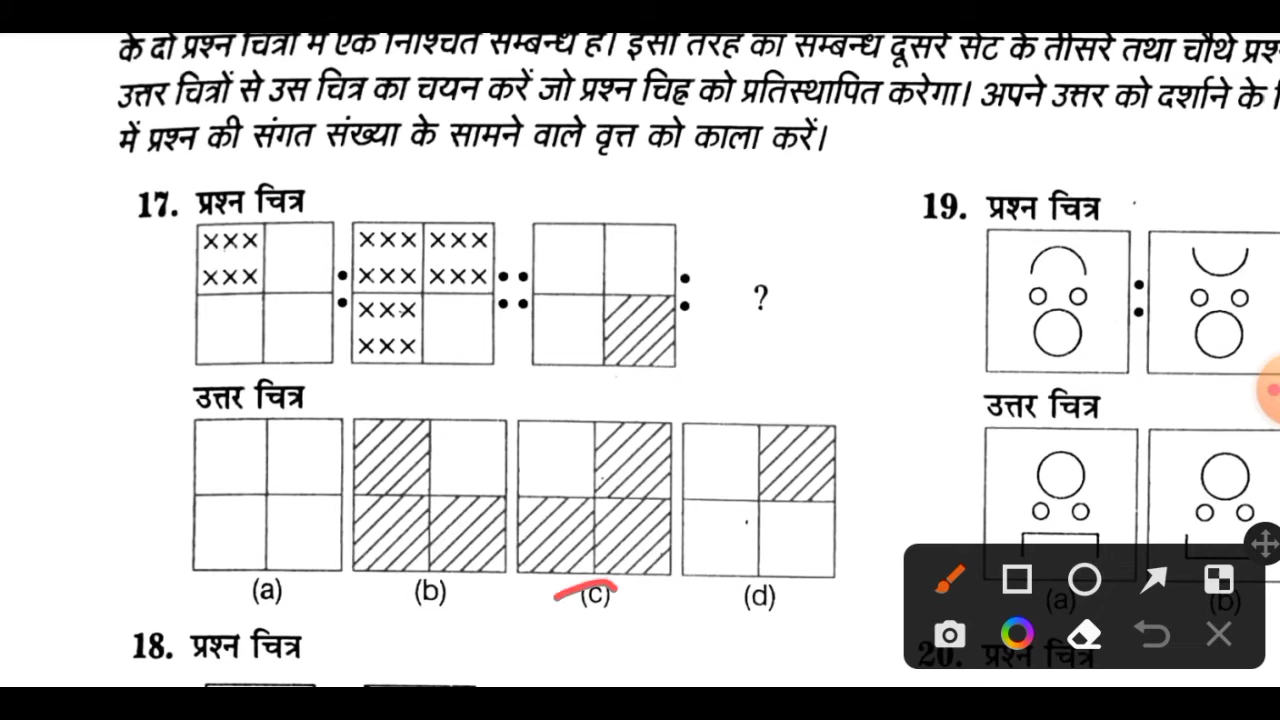 के दो प्रश्न चित्रों में एक निश्चित सम्बन्ध है। इसी तरह का सम्बन्ध दूसरे सेट के तीसरे तथा चौथे
उत्तर चित्रों से उस चित्र का चयन करें जो प्रश्न चिह्न को प्रतिस्थापित करेगा। अपने उत्तर को दर्शाने के
में प्रश्न की संगत संख्या के सामने वाले वृत्त को काला करें।
17. प्रश्न चित्र
××× ××× ×××
××× : ××× ××× :: : ?
×××
×××
उत्तर चित्र
(a) (b) (c) (d)
18. प्रश्न चित्र
19. प्रश्न चित्र
:
उत्तर चित्र
(a) (b)
20. प्रश्न चित्र